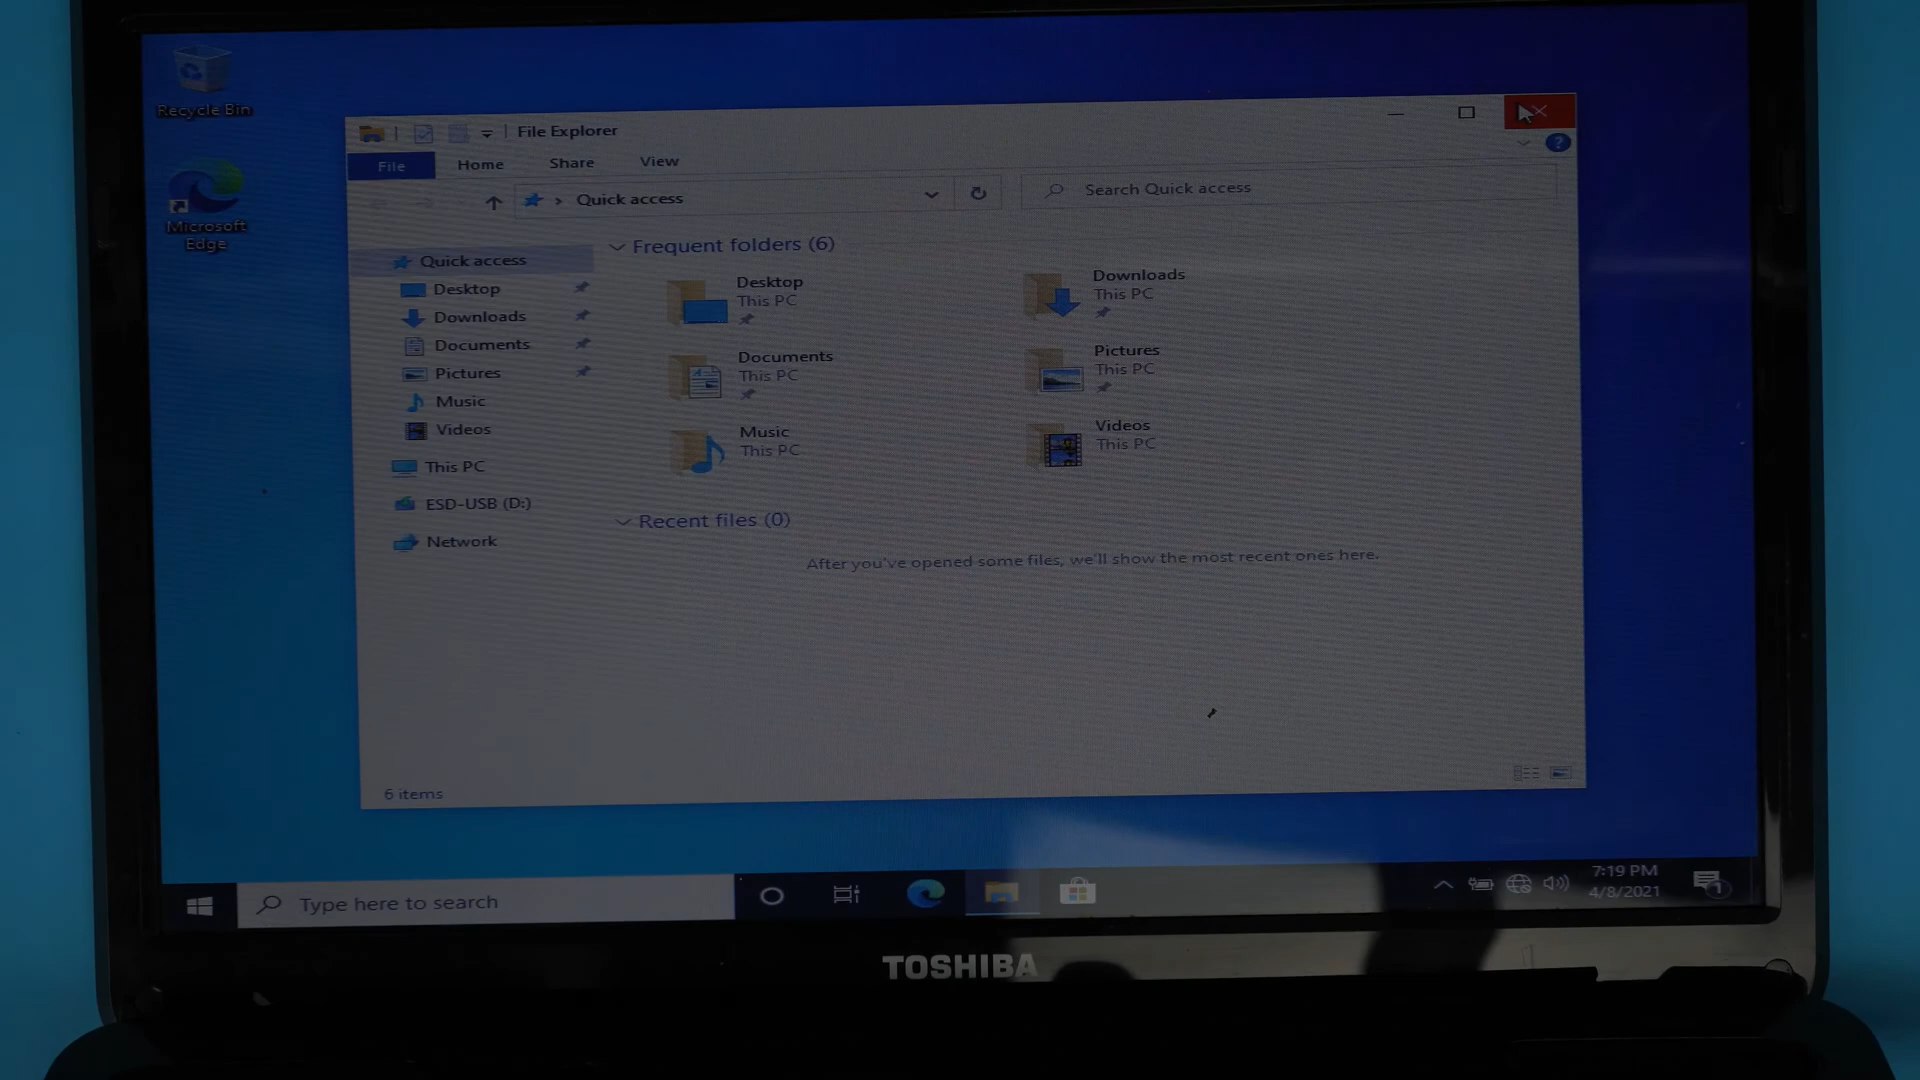 Recycle Bin
Microsoft
Edge
File Explorer
File
Home
Share
View
?
Quick access
Search Quick access
Quick access
Desktop
Downloads
Documents
Pictures
Music
Videos
This PC
ESD-USB (D:)
Network
Frequent folders (6)
Desktop
This PC
Downloads
This PC
Documents
This PC
Pictures
This PC
Music
This PC
Videos
This PC
Recent files (0)
After you've opened some files, we'll show the most recent ones here.
6 items
Type here to search
7:19 PM
4/8/2021
1
TOSHIBA